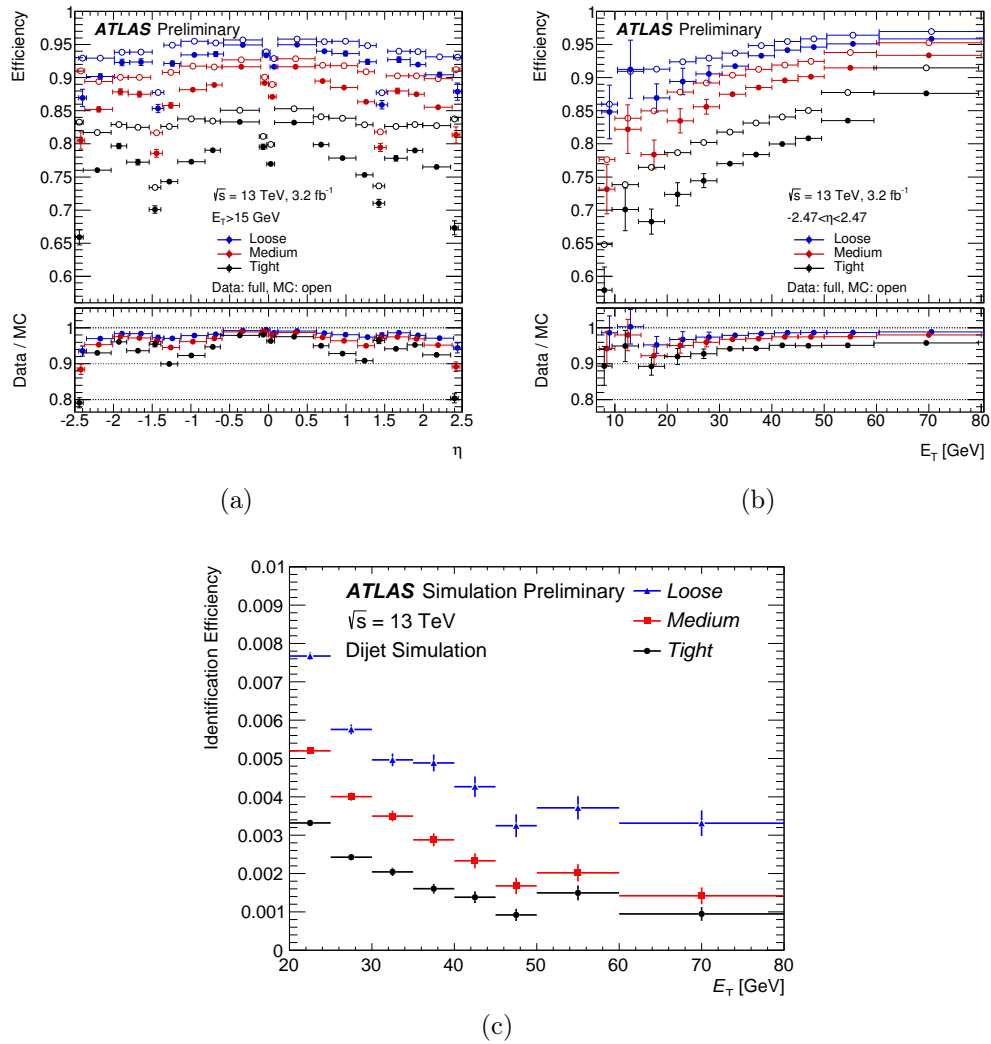 ATLAS Preliminary
Efficiency
1
0.95
0.9
0.85
0.8
0.75
0.7
0.65
0.6
√s = 13 TeV, 3.2 fb-1
ET>15 GeV
Loose
Medium
Tight
Data: full, MC: open
Data / MC
1
0.9
0.8
-2.5 -2 -1.5 -1 -0.5 0 0.5 1 1.5 2 2.5
η
(a)
ATLAS Preliminary
Efficiency
1
0.95
0.9
0.85
0.8
0.75
0.7
0.65
0.6
√s = 13 TeV, 3.2 fb-1
-2.47<η<2.47
Loose
Medium
Tight
Data: full, MC: open
Data / MC
1
0.9
0.8
10 20 30 40 50 60 70 80
ET [GeV]
(b)
Identification Efficiency
0.01
0.009
0.008
0.007
0.006
0.005
0.004
0.003
0.002
0.001
0
ATLAS Simulation Preliminary
√s = 13 TeV
Dijet Simulation
Loose
Medium
Tight
20 30 40 50 60 70 80
ET [GeV]
(c)